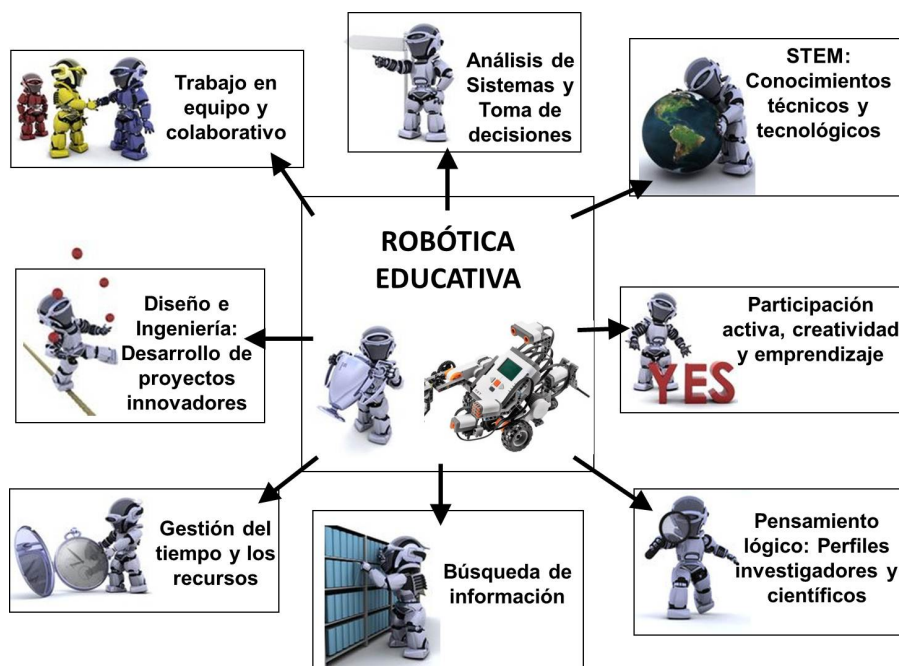 Trabajo en
equipo y
colaborativo
Análisis de
Sistemas y
Toma de
decisiones
STEM:
Conocimientos
técnicos y
tecnológicos
ROBÓTICA
EDUCATIVA
Diseño e
Ingeniería:
Desarrollo de
proyectos
innovadores
Participación
activa, creatividad
y emprendizaje
YES
Gestión del
tiempo y los
recursos
Búsqueda de
información
Pensamiento
lógico: Perfiles
investigadores y
científicos